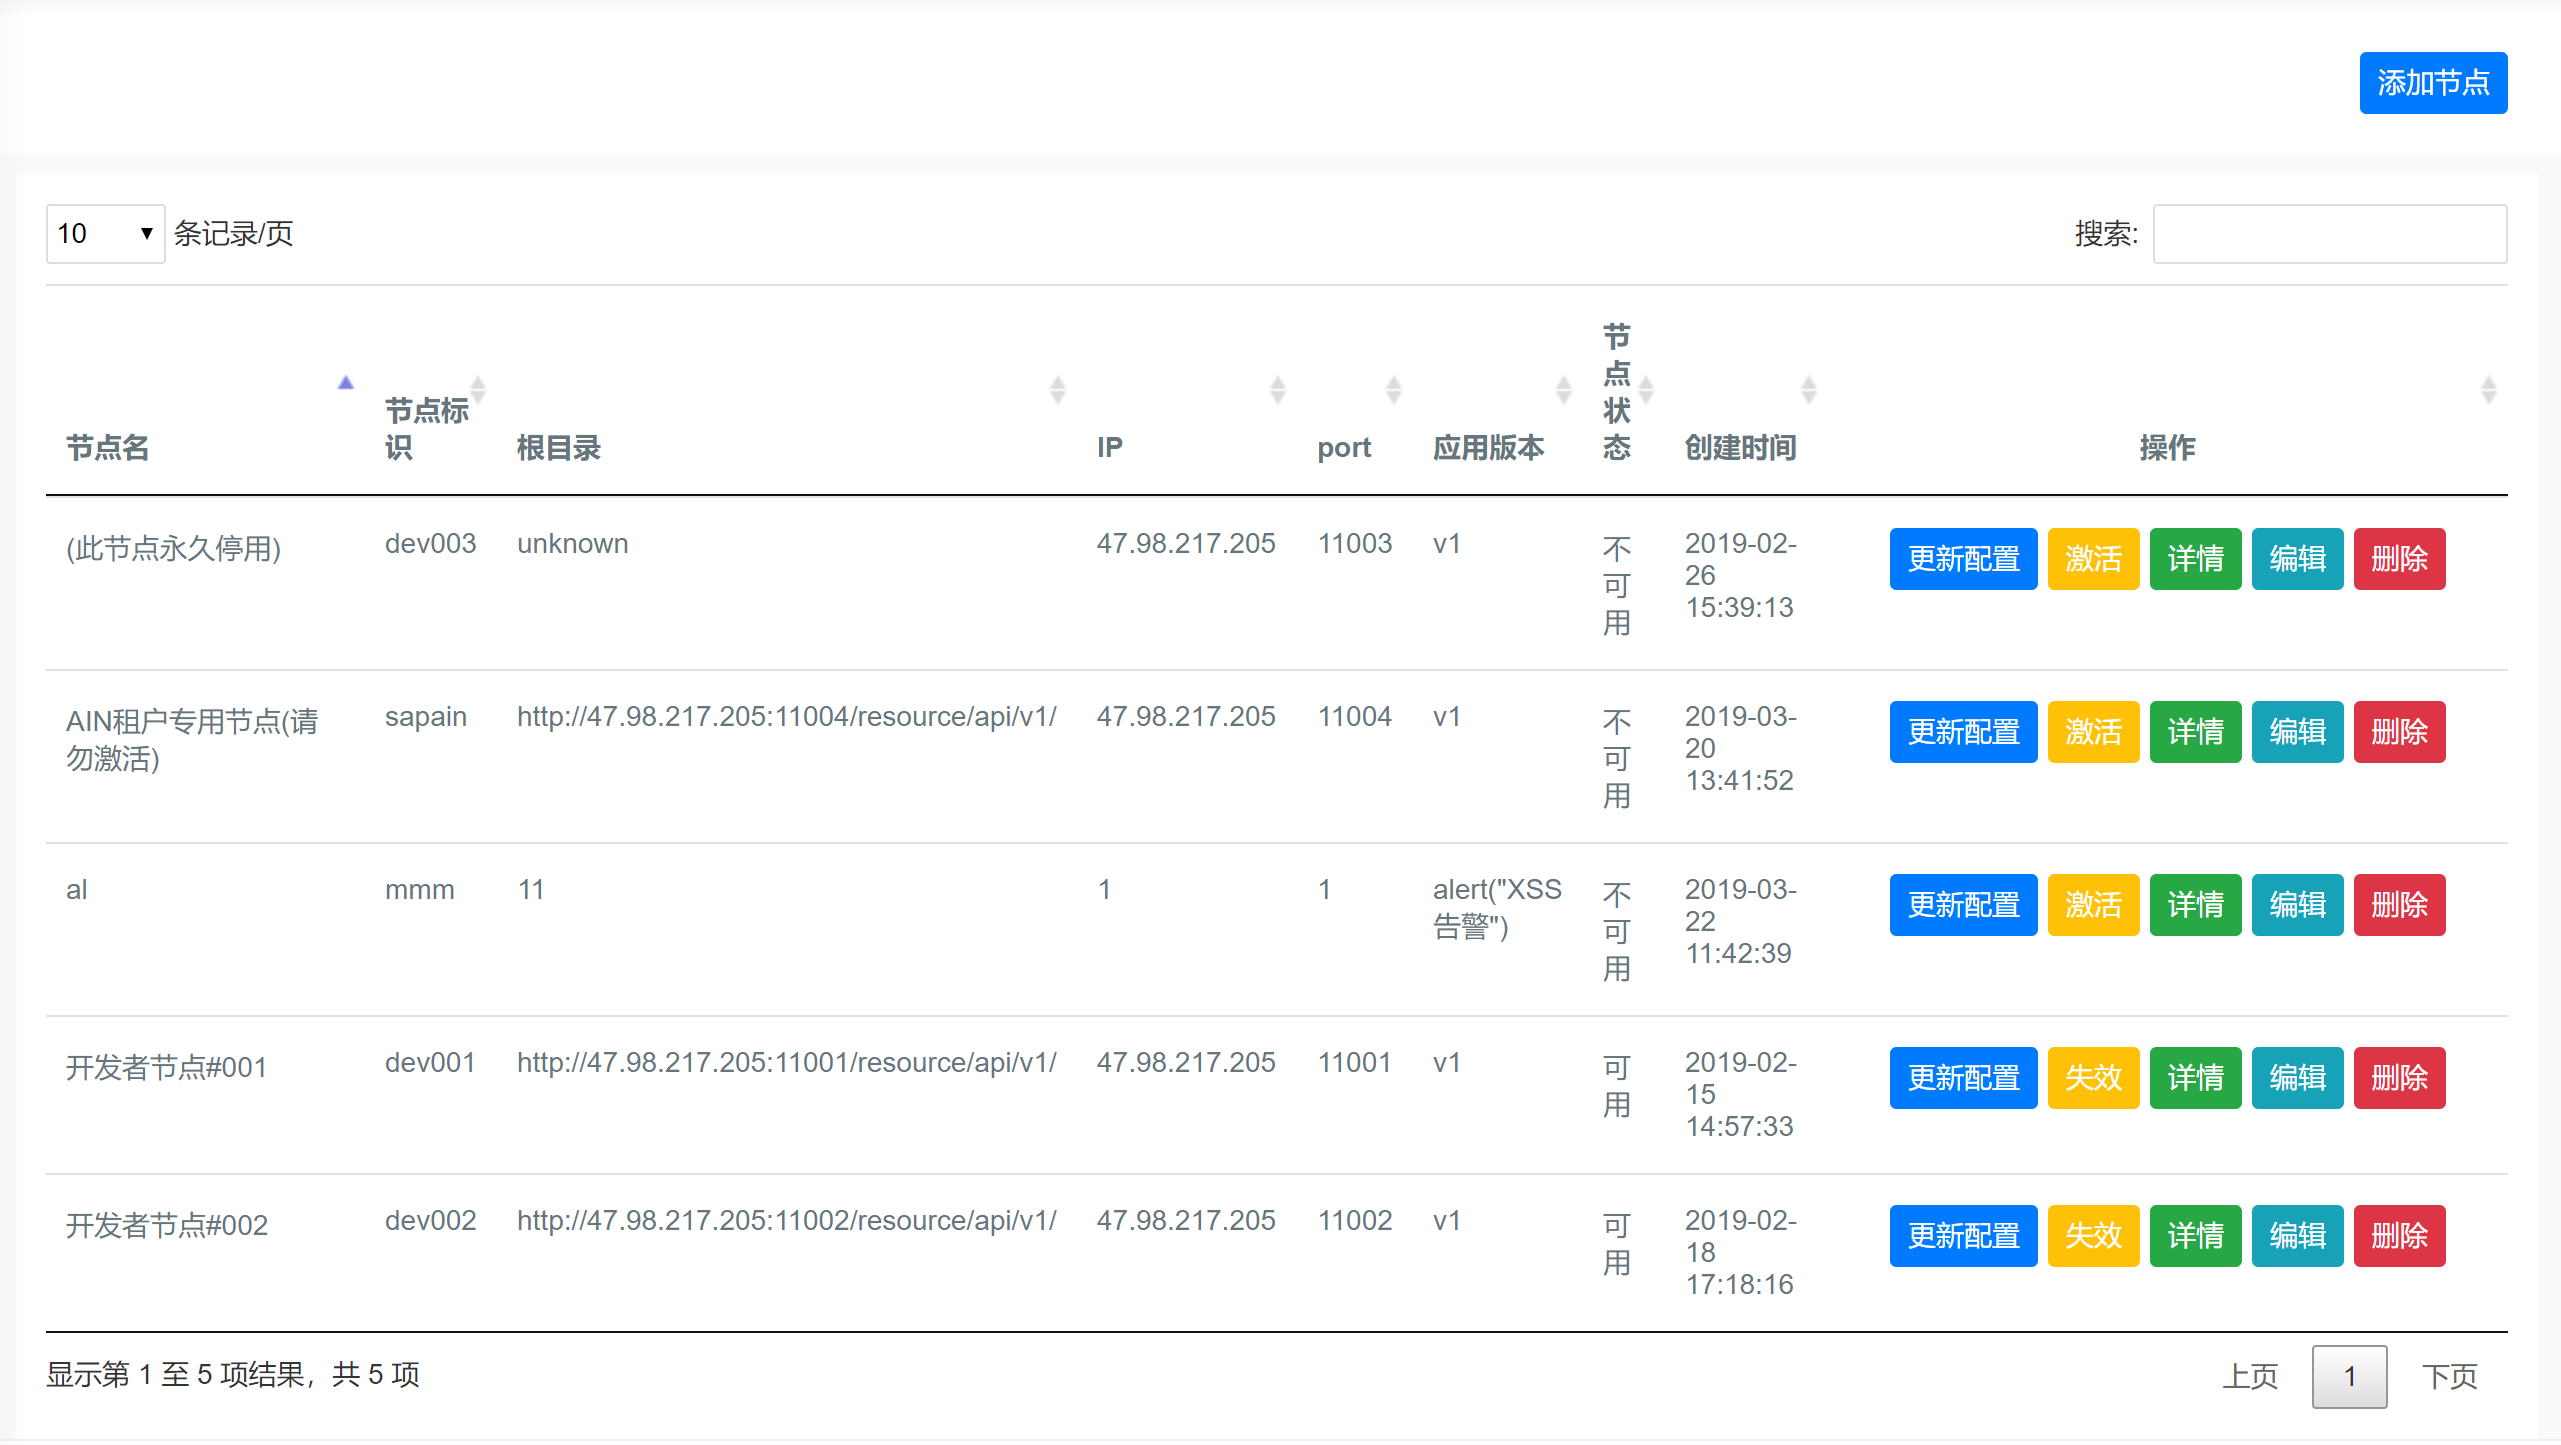 添加节点
10 条记录/页 搜索:
节点名 节点标识 根目录 IP port 应用版本 节点状态 创建时间 操作
(此节点永久停用) dev003 unknown 47.98.217.205 11003 v1 不可用 2019-02-26 15:39:13 更新配置 激活 详情 编辑 删除
AIN租户专用节点(请勿激活) sapain http://47.98.217.205:11004/resource/api/v1/ 47.98.217.205 11004 v1 不可用 2019-03-20 13:41:52 更新配置 激活 详情 编辑 删除
al mmm 11 1 1 alert("XSS告警") 不可用 2019-03-22 11:42:39 更新配置 激活 详情 编辑 删除
开发者节点#001 dev001 http://47.98.217.205:11001/resource/api/v1/ 47.98.217.205 11001 v1 可用 2019-02-15 14:57:33 更新配置 失效 详情 编辑 删除
开发者节点#002 dev002 http://47.98.217.205:11002/resource/api/v1/ 47.98.217.205 11002 v1 可用 2019-02-18 17:18:16 更新配置 失效 详情 编辑 删除
显示第 1 至 5 项结果，共 5 项 上页 1 下页